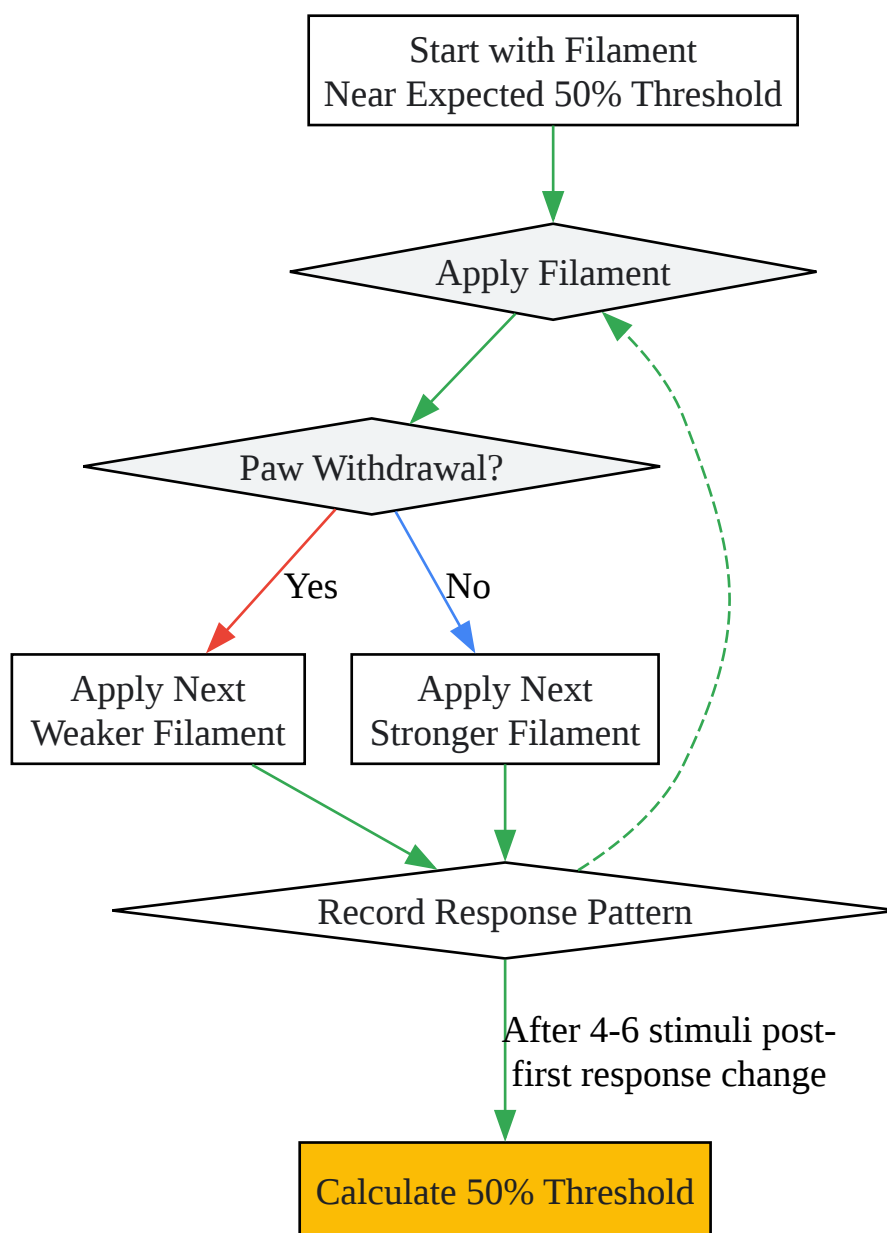 Start with Filament
Near Expected 50% Threshold
Apply Filament
Paw Withdrawal?
Yes
No
Apply Next
Weaker Filament
Apply Next
Stronger Filament
Record Response Pattern
After 4-6 stimuli post-
first response change
Calculate 50% Threshold